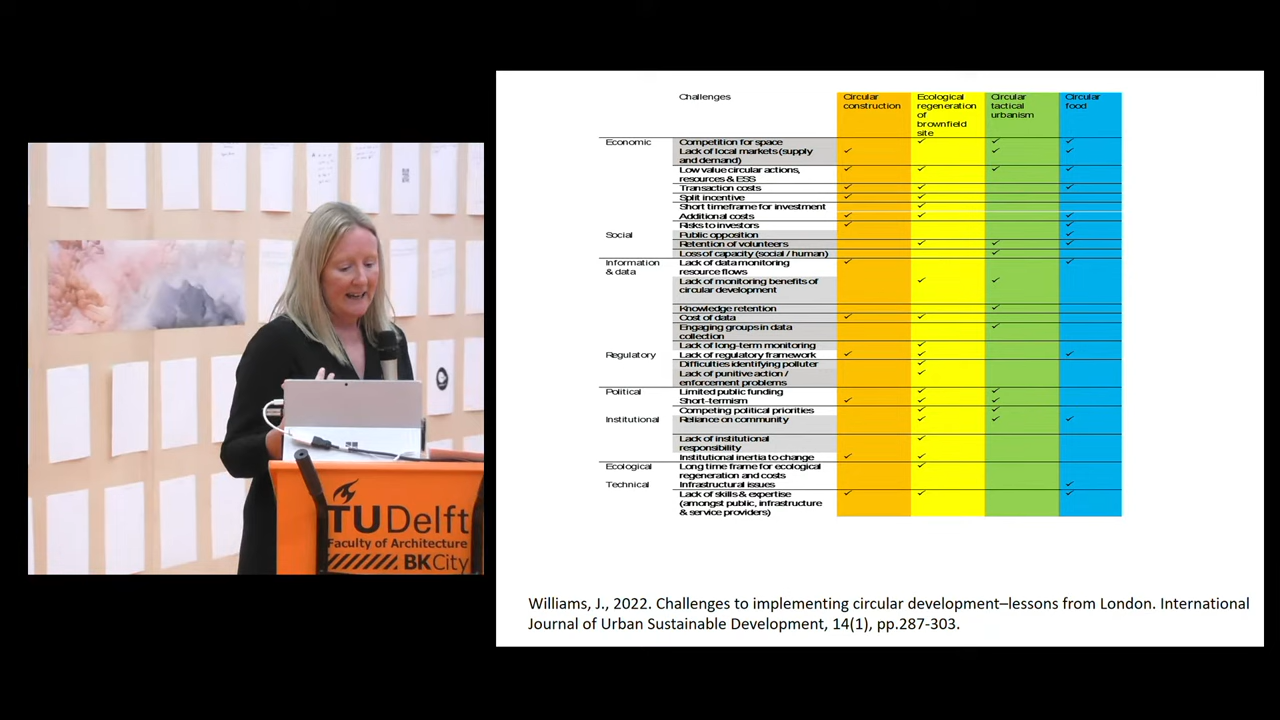 Challenges
Circular
construction
Ecological
regeneration
of
brownfield
site
Circular
tactical
urbanism
Circular
food
Economic
Competition for space ✓ ✓ ✓
Lack of local markets (supply ✓ ✓ ✓
and demand)
Low value circular actions, ✓ ✓ ✓ ✓
resources & ESS
Transaction costs ✓ ✓ ✓
Split incentive ✓ ✓
Short timeframe for investment ✓
Additional costs ✓ ✓ ✓
Risks to investors ✓ ✓
Social
Public opposition ✓
Retention of volunteers ✓ ✓ ✓
Loss of capacity (social / human) ✓
Information
& data
Lack of data monitoring ✓ ✓
resource flows
Lack of monitoring benefits of ✓ ✓
circular development
Knowledge retention ✓
Cost of data ✓ ✓
Engaging groups in data ✓
collection
Lack of long-term monitoring ✓
Regulatory
Lack of regulatory framework ✓ ✓ ✓
Difficulties identifying polluter ✓
Lack of punitive action / ✓
enforcement problems
Political
Limited public funding ✓ ✓
Short-termism ✓ ✓ ✓
Competing political priorities ✓ ✓
Institutional
Reliance on community ✓ ✓ ✓
Lack of institutional ✓
responsibility
Institutional inertia to change ✓ ✓
Ecological
Long time frame for ecological ✓
regeneration and costs
Technical
Infrastructural issues ✓
Lack of skills & expertise ✓ ✓ ✓
(amongst public, infrastructure
& service providers)
Williams, J., 2022. Challenges to implementing circular development–lessons from London. International
Journal of Urban Sustainable Development, 14(1), pp.287-303.
TUDelft
Faculty of Architecture
BKCity